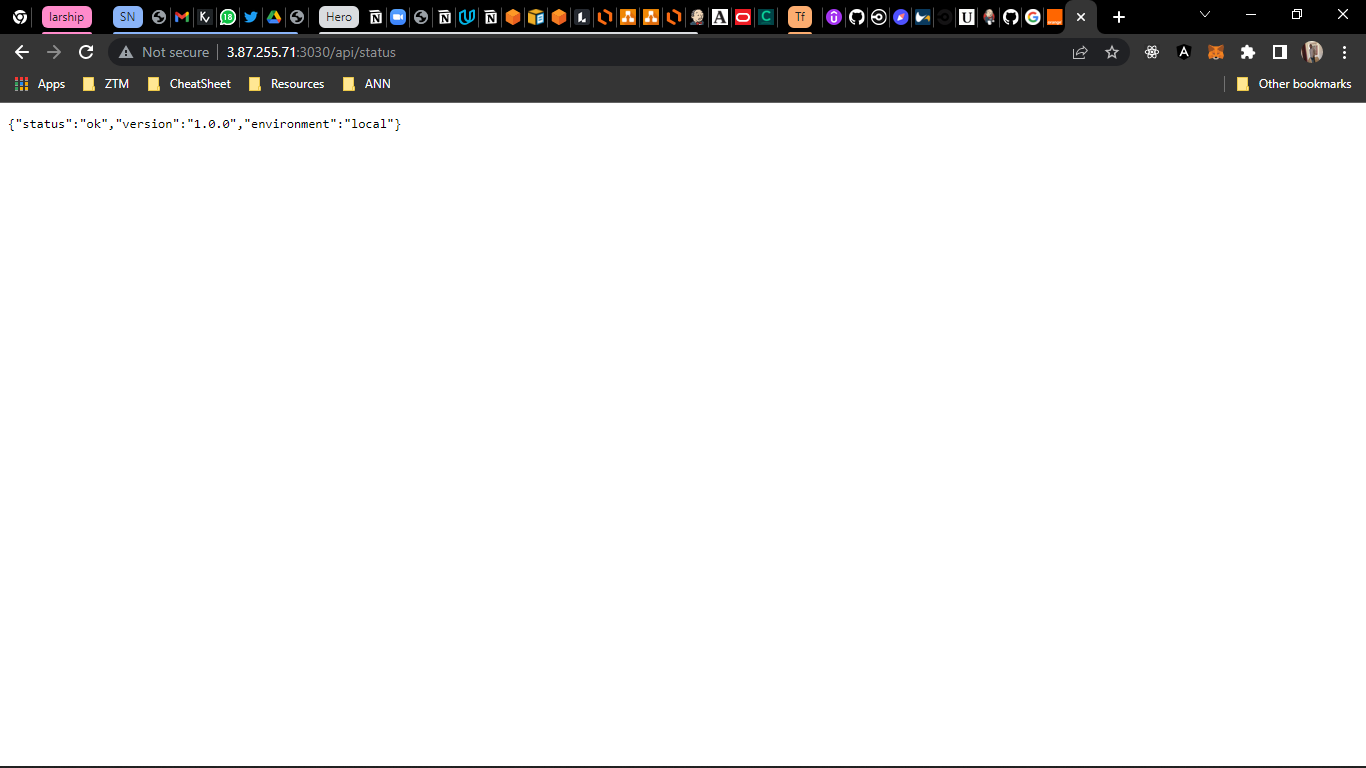 larship SN 18 Hero Tf
Not secure 3.87.255.71:3030/api/status
Apps ZTM CheatSheet Resources ANN Other bookmarks
{"status":"ok","version":"1.0.0","environment":"local"}